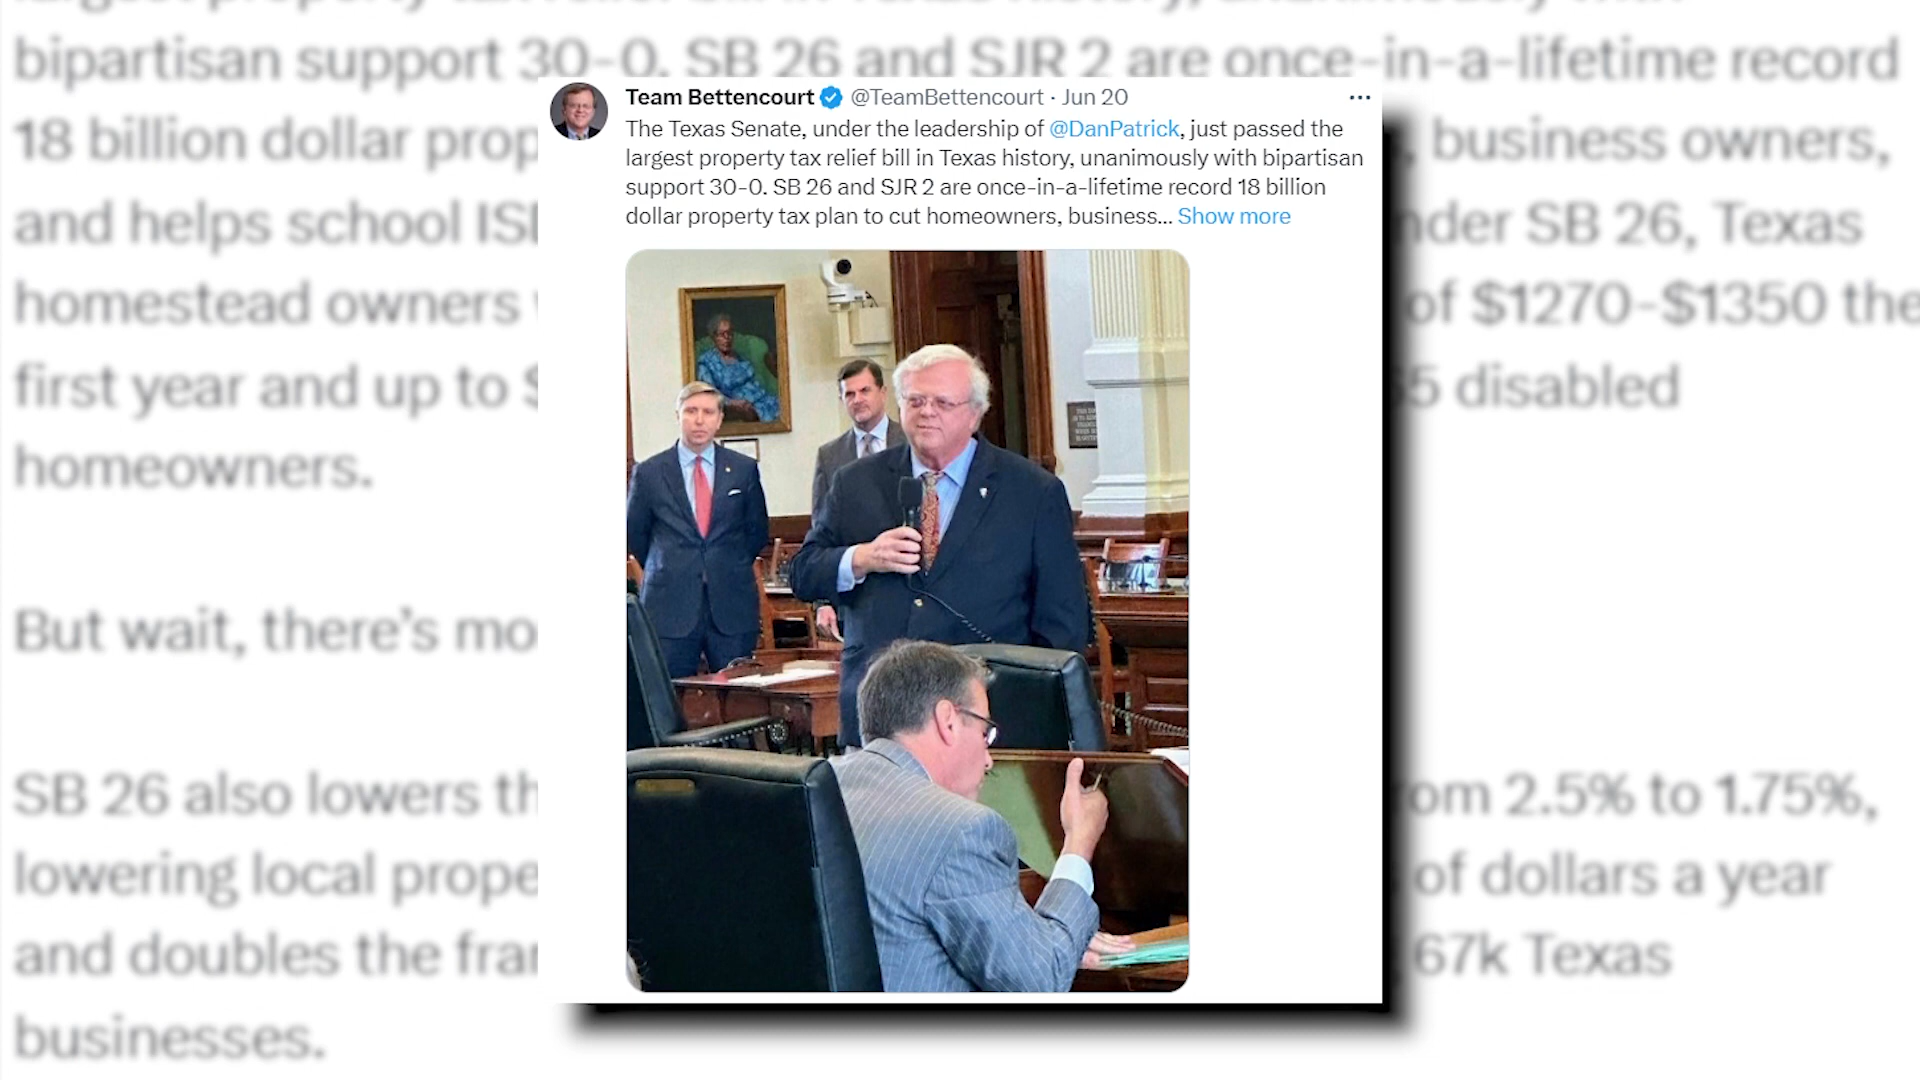 bipartisan support 30-0. SB 26 and SJR 2 are once-in-a-lifetime record
18 billion dollar prop
, business owners,
and helps school ISI
nder SB 26, Texas
homestead owners
of $1270-$1350 the
first year and up to
55 disabled
homeowners.
But wait, there's mo
SB 26 also lowers th
rom 2.5% to 1.75%,
lowering local prope
of dollars a year
and doubles the fra
67k Texas
businesses.
Team Bettencourt @TeamBettencourt · Jun 20
The Texas Senate, under the leadership of @DanPatrick, just passed the
largest property tax relief bill in Texas history, unanimously with bipartisan
support 30-0. SB 26 and SJR 2 are once-in-a-lifetime record 18 billion
dollar property tax plan to cut homeowners, business... Show more